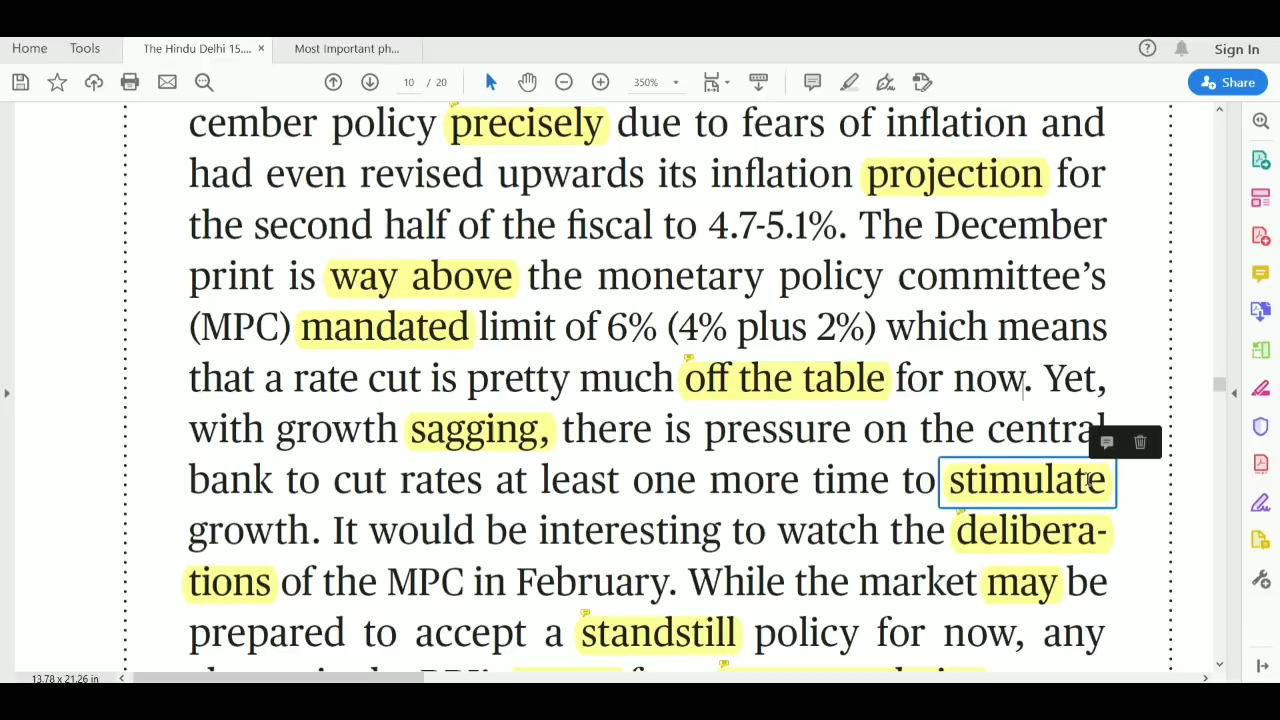 Home Tools The Hindu Delhi 15.... × Most Important ph... Sign In
10 / 20 350% Share
cember policy precisely due to fears of inflation and
had even revised upwards its inflation projection for
the second half of the fiscal to 4.7-5.1%. The December
print is way above the monetary policy committee’s
(MPC) mandated limit of 6% (4% plus 2%) which means
that a rate cut is pretty much off the table for now. Yet,
with growth sagging, there is pressure on the central
bank to cut rates at least one more time to stimulate
growth. It would be interesting to watch the delibera-
tions of the MPC in February. While the market may be
prepared to accept a standstill policy for now, any
13.78 x 21.26 in